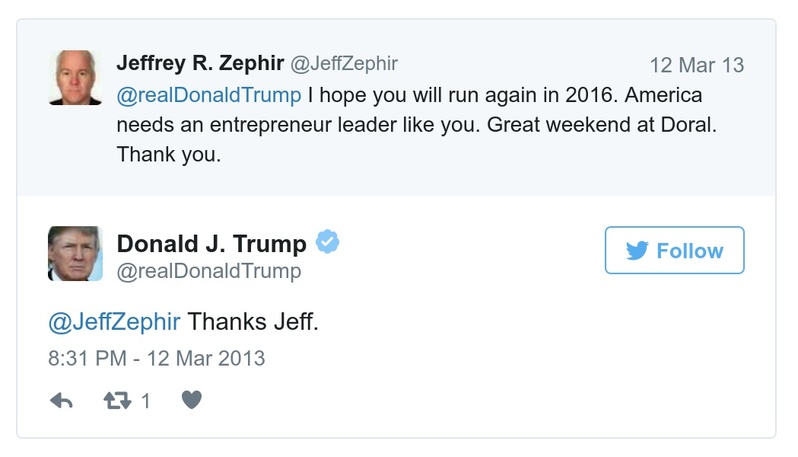 Jeffrey R. Zephir @JeffZephir 12 Mar 13
@realDonaldTrump I hope you will run again in 2016. America
needs an entrepreneur leader like you. Great weekend at Doral.
Thank you.
Donald J. Trump
@realDonaldTrump
Follow
@JeffZephir Thanks Jeff.
8:31 PM - 12 Mar 2013
1